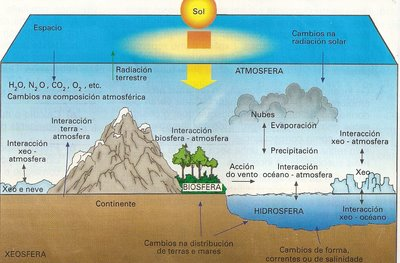 Sol
Espacio
Cambios na
radiación solar
Radiación
terrestre
ATMOSFERA
H₂O, N₂O, CO₂, O₂, etc.
Cambios na composición atmosférica
Nubes
Interacción
terra -
atmosfera
Interacción
biosfera - atmosfera
Evaporación
Interacción
xeo -
atmosfera
Interacción
xeo - atmosfera
Precipitación
Acción
do vento
Interacción
océano - atmosfera
Xeo
Xeo e neve
BIOSFERA
Continente
HIDROSFERA
Interacción
xeo - océano
Cambios na distribución
de terras e mares
Cambios de forma,
correntes ou de salinidade
XEOSFERA